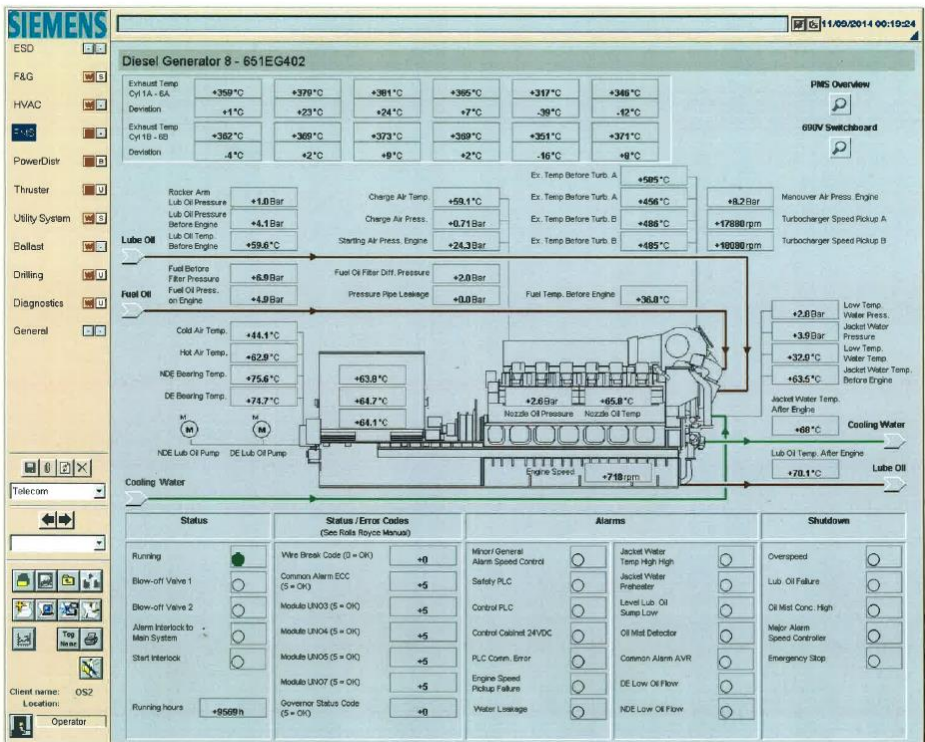 SIEMENS
11/09/2014 00:19:24
ESD
F&G
HVAC
PMS
PowerDistr
Thruster
Utility System
Ballast
Drilling
Diagnostics
General
Telecom
Tag
Client name: OS2
Location:
Operator
Diesel Generator 8 - 651EG402
Exhaust Temp
Cyl 1A - 6A
+359°C +379°C +381°C +365°C +317°C +346°C
Deviation +1°C +23°C +24°C +7°C -39°C -12°C
Exhaust Temp
Cyl 1B - 6B
+362°C +369°C +373°C +369°C +351°C +371°C
Deviation -4°C +2°C +9°C +2°C -16°C +8°C
PMS Overview
690V Switchboard
Rocker Arm
Lub Oil Pressure +1.0Bar
Lub Oil Pressure
Before Engine +4.1Bar
Lub Oil Temp.
Before Engine +59.6°C
Lube Oil
Charge Air Temp. +59.1°C
Charge Air Press. +0.71Bar
Starting Air Press. Engine +24.3Bar
Ex. Temp Before Turb. A +505°C
Ex. Temp Before Turb. A +456°C
Ex. Temp Before Turb. B +486°C
Ex. Temp Before Turb. B +485°C
+8.2Bar Manouver Air Press. Engine
+17880rpm Turbocharger Speed Pickup A
+18080rpm Turbocharger Speed Pickup B
Fuel Before
Filter Pressure +6.9Bar
Fuel Oil Press.
on Engine +4.9Bar
Fuel Oil
Fuel Oil Filter Diff. Pressure +2.0Bar
Pressure Pipe Leakage +0.0Bar
Fuel Temp. Before Engine +36.0°C
Cold Air Temp. +44.1°C
Hot Air Temp. +62.9°C
NDE Bearing Temp. +75.6°C
DE Bearing Temp. +74.7°C
M M
M M
NDE Lub Oil Pump DE Lub Oil Pump
+63.0°C
+64.7°C
+64.1°C
+2.6Bar +65.8°C
Nozzle Oil Pressure Nozzle Oil Temp
Engine Speed +718rpm
+2.0Bar Low Temp.
Water Press.
+3.9Bar Jacket Water
Pressure
+32.0°C Low Temp.
Water Temp
+63.5°C Jacket Water Temp.
Before Engine
Jacket Water Temp.
After Engine
+68°C
Cooling Water
Lub Oil Temp. After Engine
+70.1°C
Lube Oil
Cooling Water
Status
Running
Blow-off Valve 1
Blow-off Valve 2
Alarm Interlock to
Main System
Start Interlock
Running hours +9569h
Status / Error Codes
(See Rolls Royce Manual)
Wire Break Code (0 = OK) +0
Common Alarm ECC
(5 = OK) +5
Modulo UNO3 (5 = OK) +5
Module UNO4 (5 = OK) +5
Modulo UNO5 (5 = OK) +5
Modulo UNO7 (5 = OK) +5
Governor Status Code
(5 = OK) +0
Alarms
Minor/General
Alarm Speed Control
Safety PLC
Control PLC
Control Cabinet 24VDC
PLC Comm. Error
Engine Speed
Pickup Failure
Water Leakage
Jacket Water
Temp High High
Jacket Water
Preheater
Level Lub. Oil
Sump Low
Oil Mist Detector
Common Alarm AVR
DE Low Oil Flow
NDE Low Oil Flow
Shutdown
Overspeed
Lub. Oil Failure
Oil Mist Conc. High
Major Alarm
Speed Controller
Emergency Stop